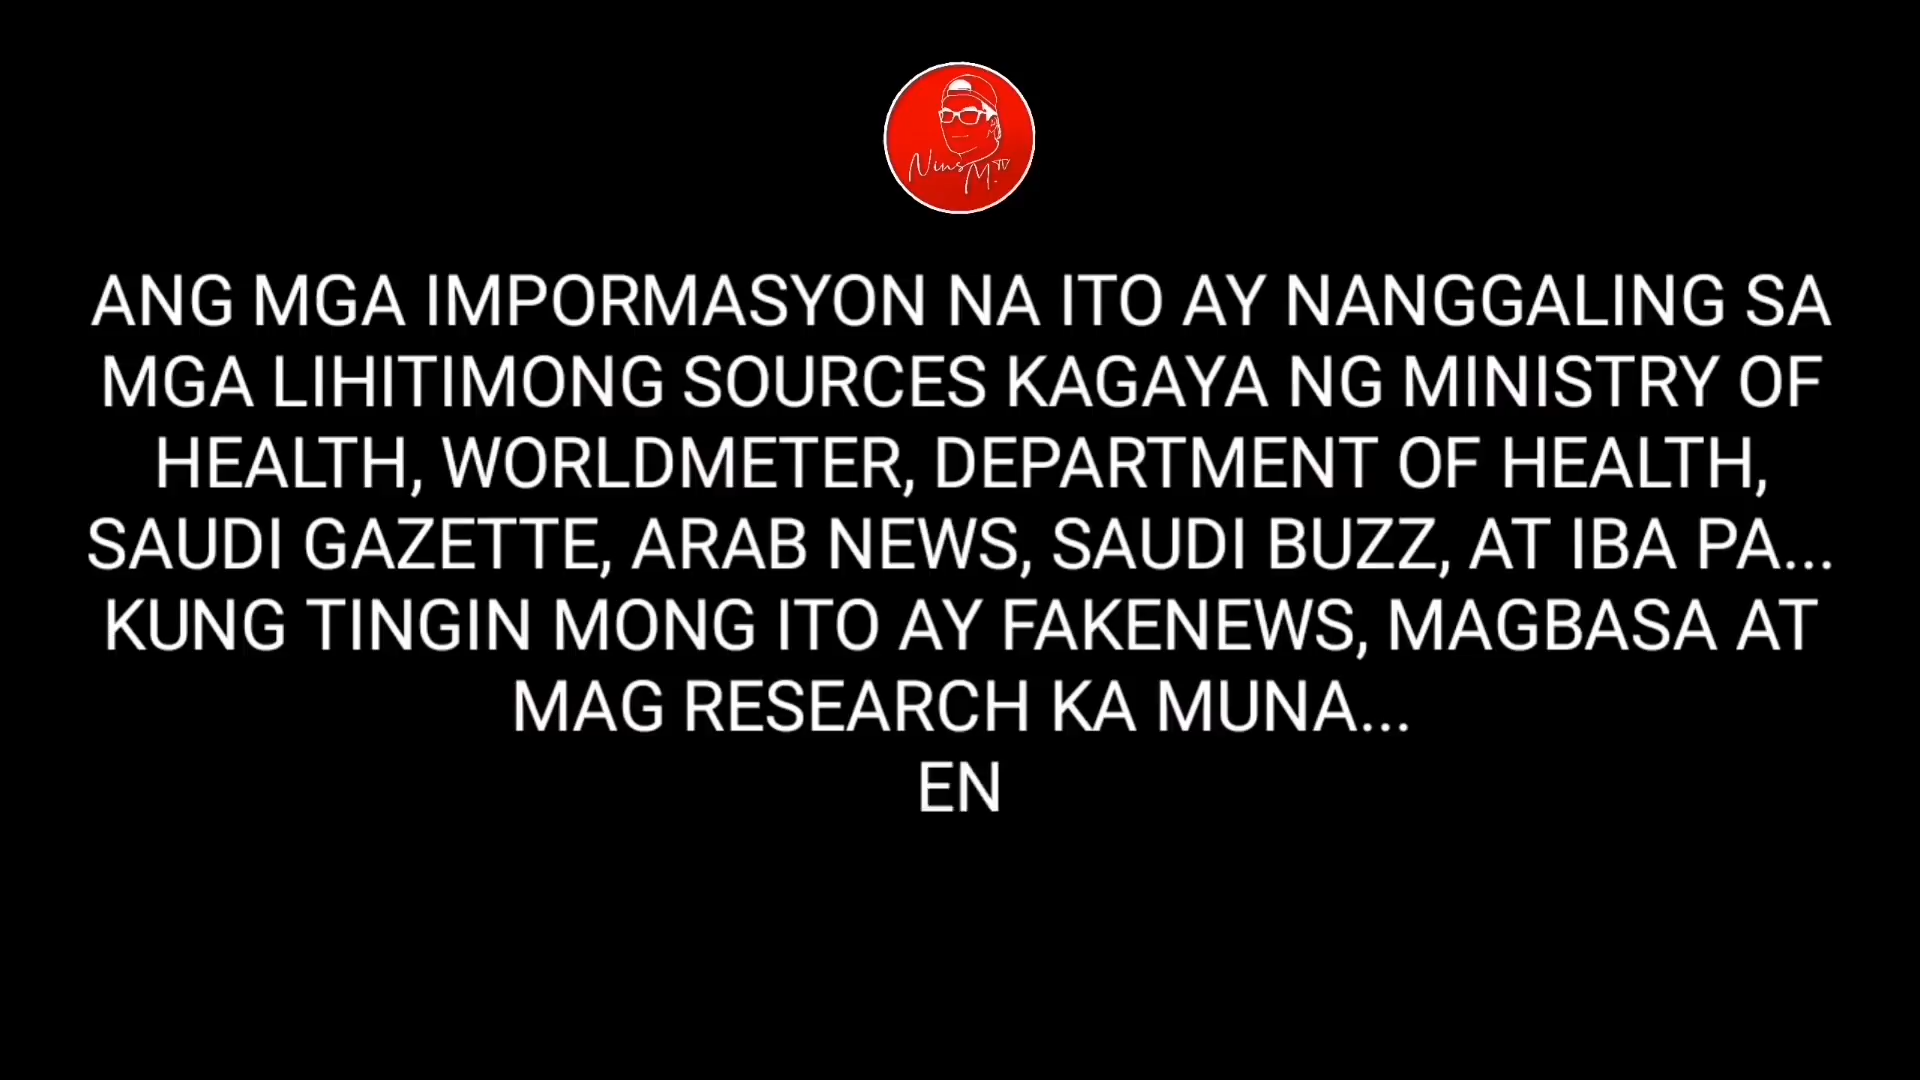 Nins
M.TV
ANG MGA IMPORMASYON NA ITO AY NANGGALING SA
MGA LIHITIMONG SOURCES KAGAYA NG MINISTRY OF
HEALTH, WORLDMETER, DEPARTMENT OF HEALTH,
SAUDI GAZETTE, ARAB NEWS, SAUDI BUZZ, AT IBA PA...
KUNG TINGIN MONG ITO AY FAKENEWS, MAGBASA AT
MAG RESEARCH KA MUNA...
EN